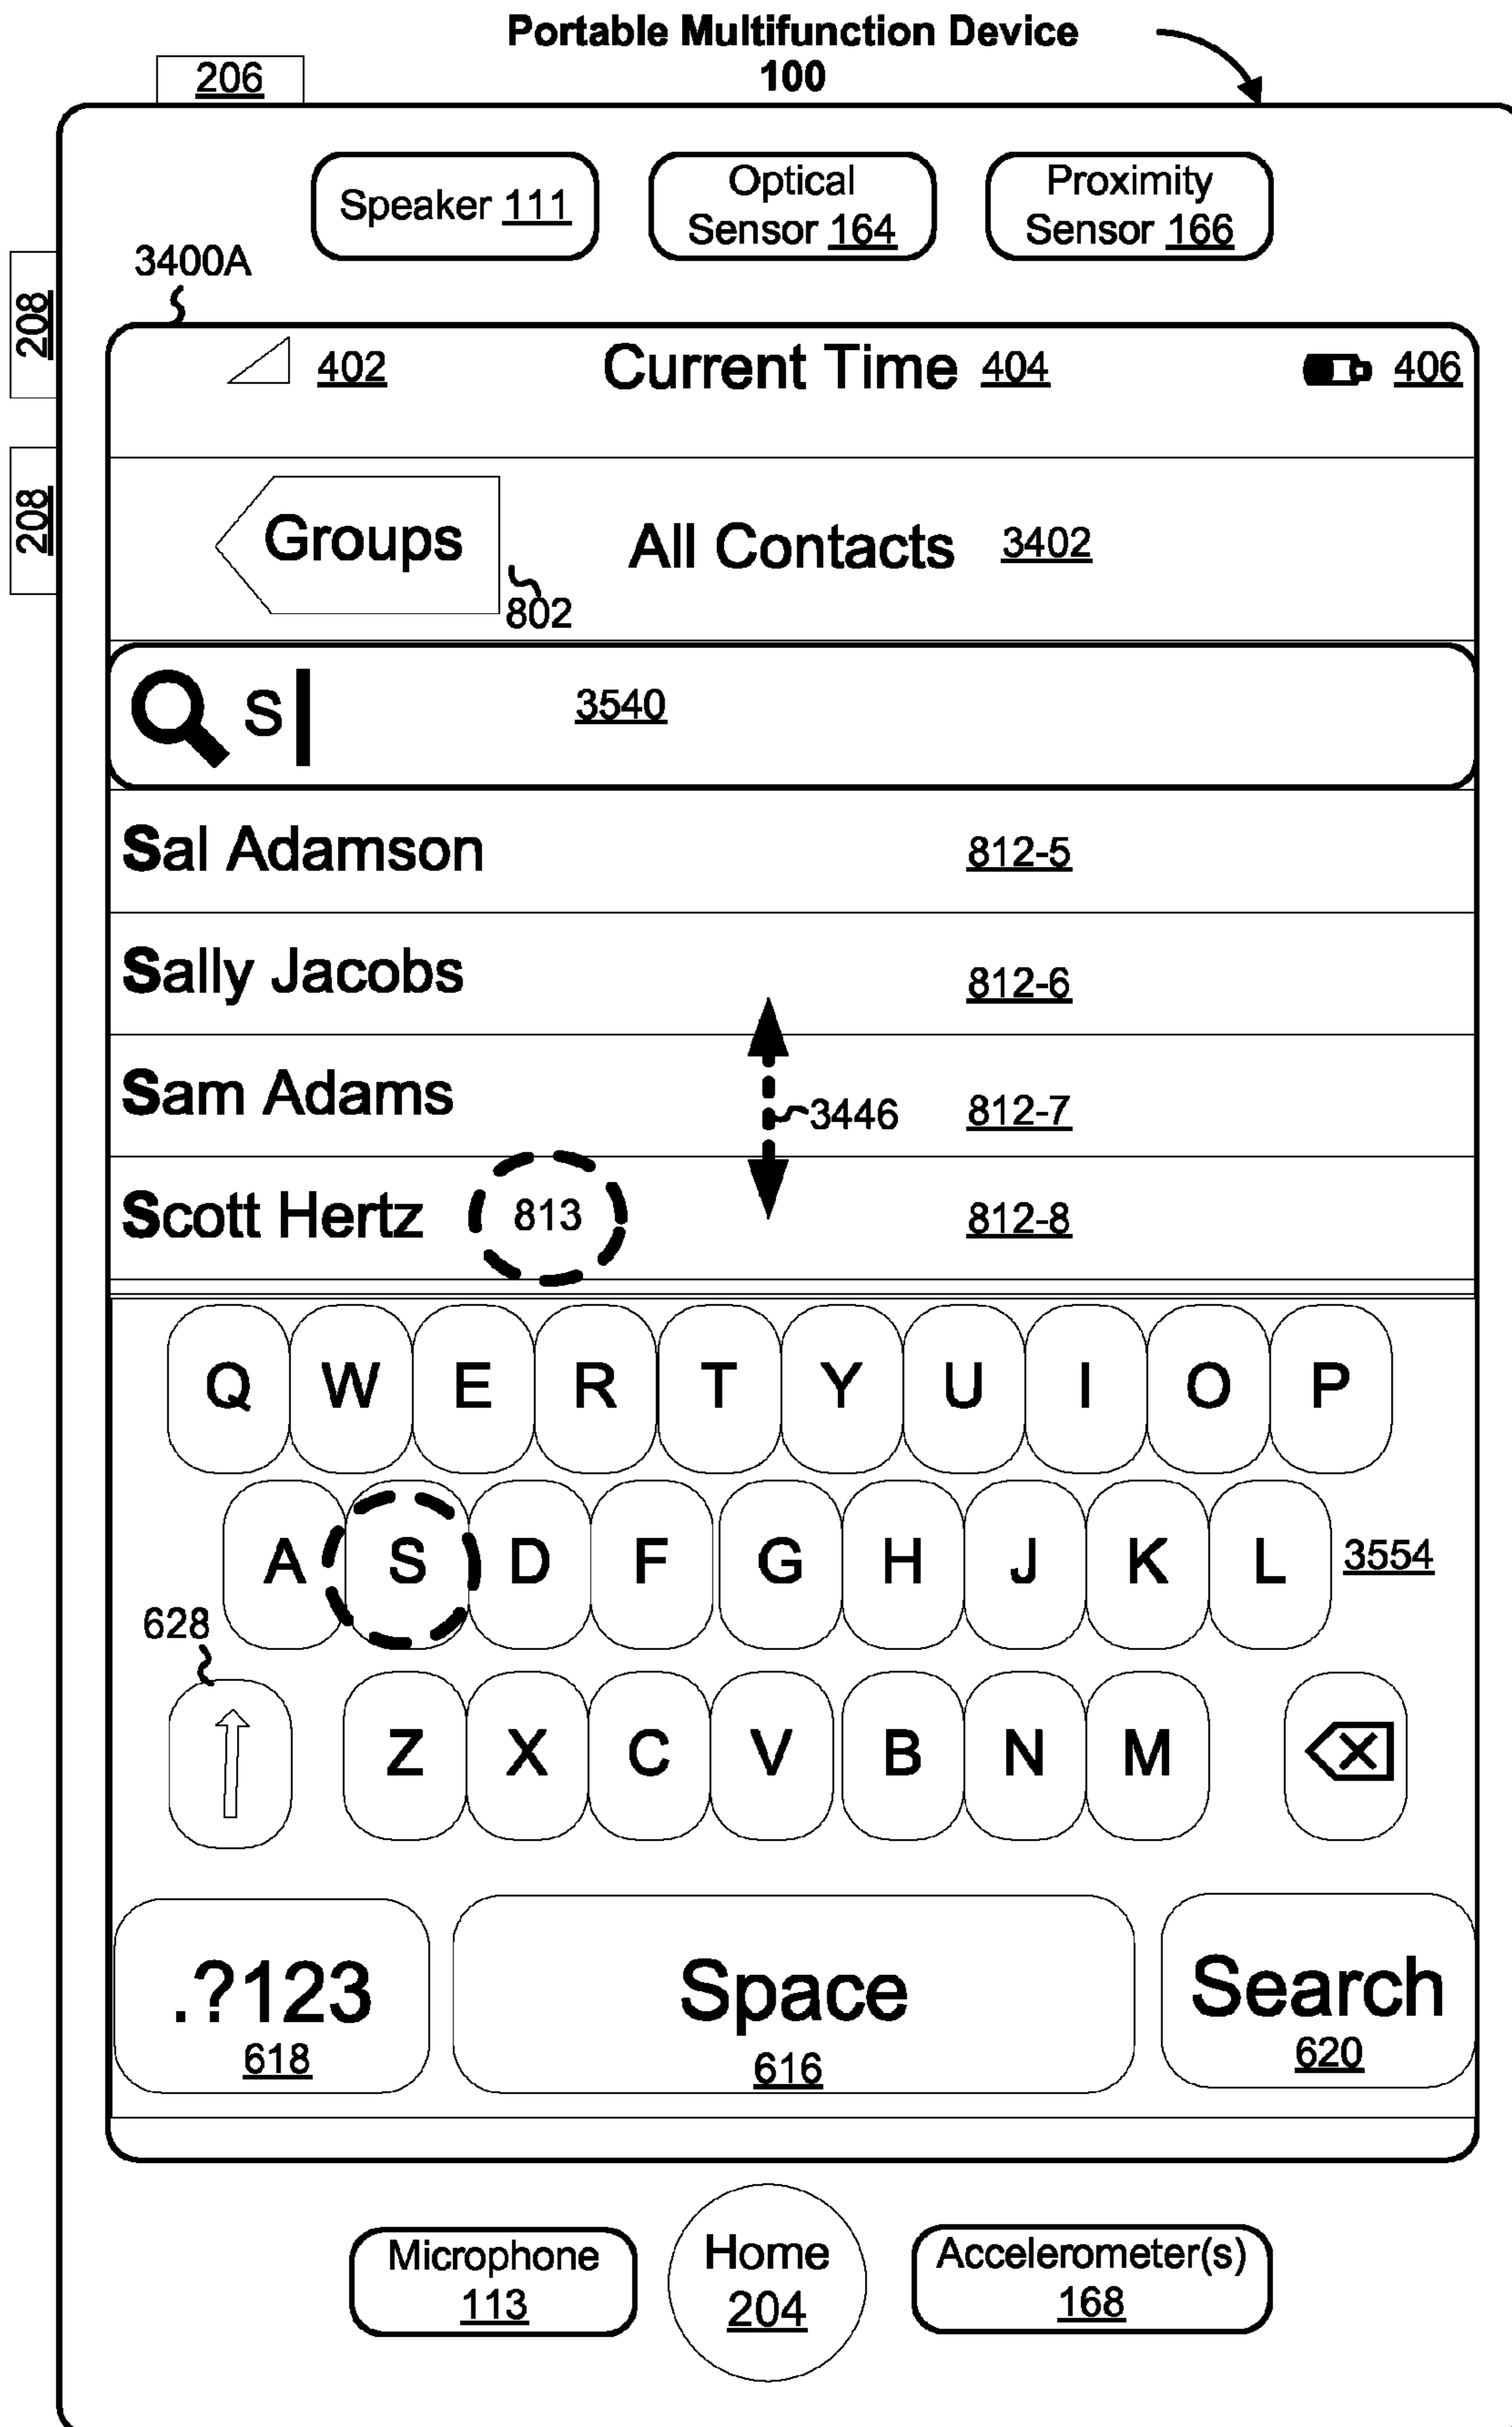 Portable Multifunction Device
100
206
Speaker 111
Optical
Sensor 164
Proximity
Sensor 166
3400A
208
402 Current Time 404 406
208
Groups All Contacts 3402
802
S 3540
Sal Adamson 812-5
Sally Jacobs 812-6
Sam Adams 3446 812-7
Scott Hertz 813 812-8
Q W E R T Y U I O P
A S D F G H J K L 3554
628
Z X C V B N M
.?123 Space Search
618 616 620
Microphone
113
Home
204
Accelerometer(s)
168